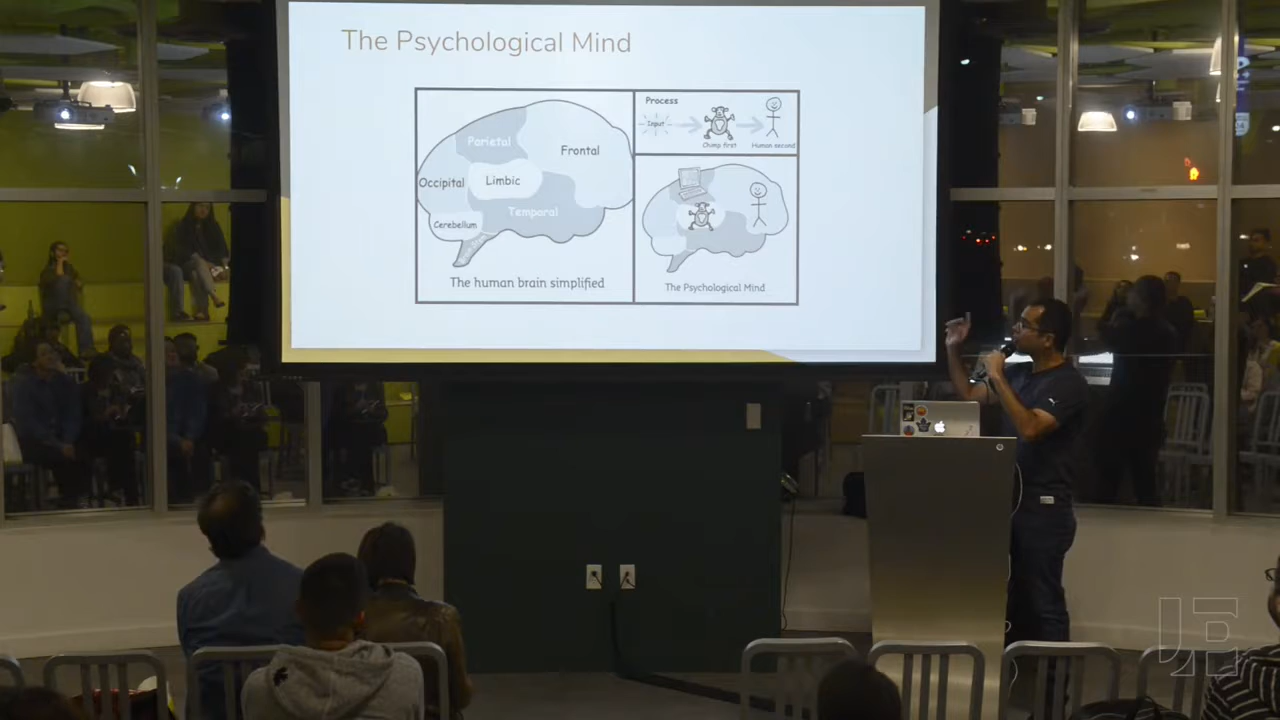 The Psychological Mind
Parietal
Frontal
Occipital
Limbic
Temporal
Cerebellum
The human brain simplified
Process
Input
Chimp first
Human second
The Psychological Mind
UE